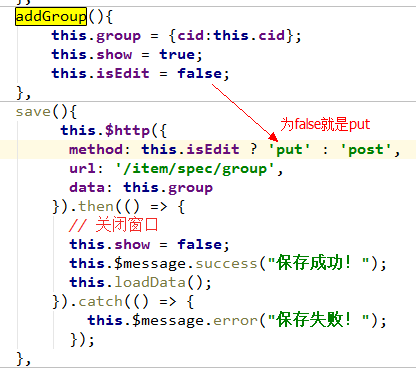 addGroup(){
this.group = {cid:this.cid};
this.show = true;
this.isEdit = false;
},
save(){
this.$http({
为false就是put
method: this.isEdit ? 'put' : 'post',
url: '/item/spec/group',
data: this.group
}).then(() => {
// 关闭窗口
this.show = false;
this.$message.success("保存成功！");
this.loadData();
}).catch(() => {
this.$message.error("保存失败！");
});
},